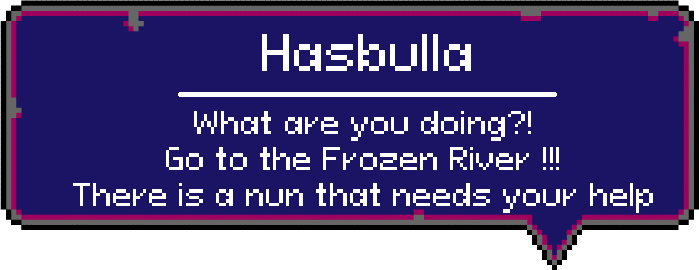 Hasbulla
What are you doing?!
Go to the Frozen River !!!
There is a nun that needs your help